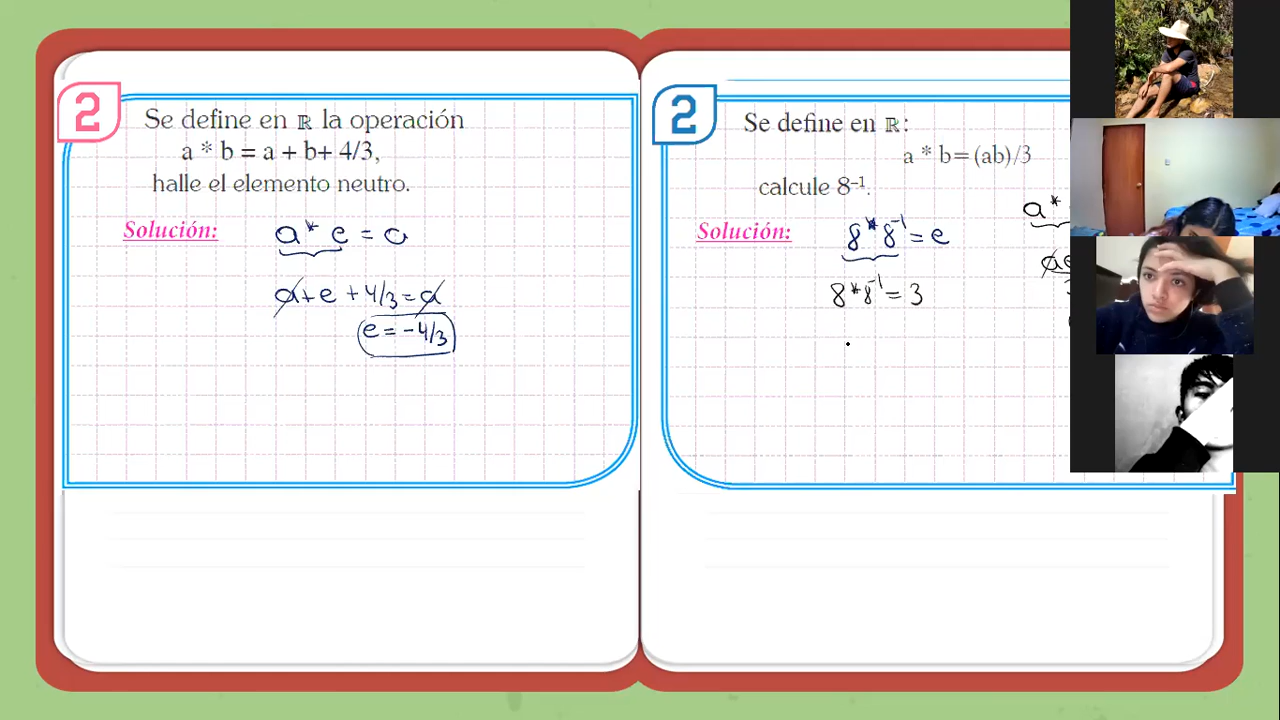 2
Se define en ℝ la operación
a * b = a + b+ 4/3,
halle el elemento neutro.
Solución:
a * e = a
a + e + 4/3 = a
e = -4/3
2
Se define en ℝ:
a * b=(ab)/3
calcule 8⁻¹.
Solución:
8 * 8⁻¹ = e
8 * 8⁻¹ = 3
a *
ae